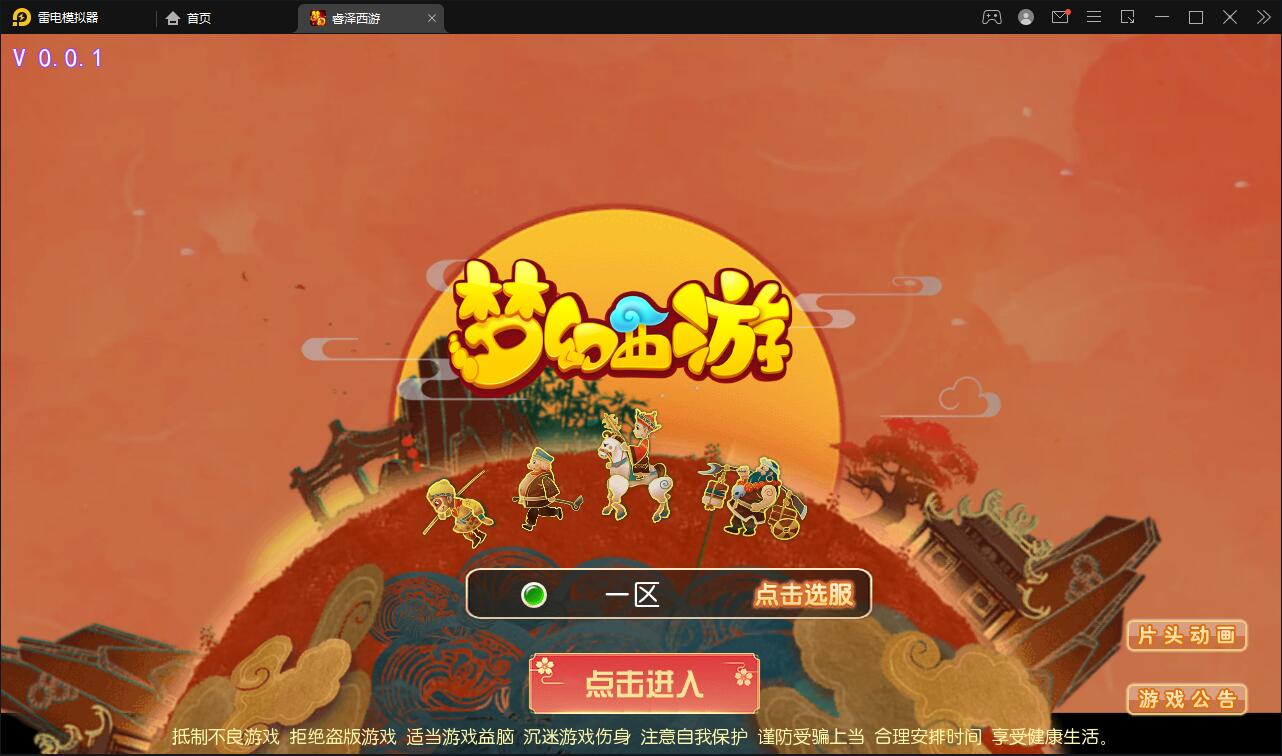 雷电模拟器
首页
睿泽西游
V 0.0.1
梦幻西游
一区
点击选服
片头动画
点击进入
游戏公告
抵制不良游戏 拒绝盗版游戏 适当游戏益脑 沉迷游戏伤身 注意自我保护 谨防受骗上当 合理安排时间 享受健康生活。